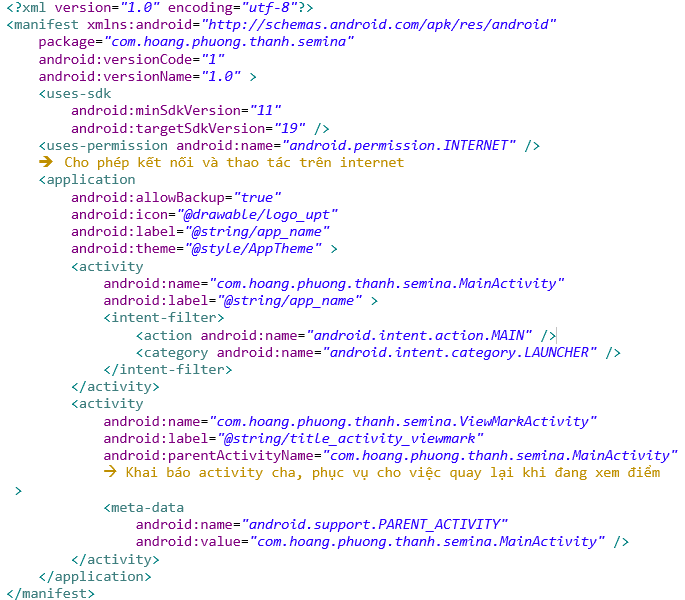 <?xml version="1.0" encoding="utf-8"?>
<manifest xmlns:android="http://schemas.android.com/apk/res/android"
    package="com.hoang.phuong.thanh.semina"
    android:versionCode="1"
    android:versionName="1.0" >
    <uses-sdk
        android:minSdkVersion="11"
        android:targetSdkVersion="19" />
    <uses-permission android:name="android.permission.INTERNET" />
    → Cho phép kết nối và thao tác trên internet
    <application
        android:allowBackup="true"
        android:icon="@drawable/logo_upt"
        android:label="@string/app_name"
        android:theme="@style/AppTheme" >
        <activity
            android:name="com.hoang.phuong.thanh.semina.MainActivity"
            android:label="@string/app_name" >
            <intent-filter>
                <action android:name="android.intent.action.MAIN" />
                <category android:name="android.intent.category.LAUNCHER" />
            </intent-filter>
        </activity>
        <activity
            android:name="com.hoang.phuong.thanh.semina.ViewMarkActivity"
            android:label="@string/title_activity_viewmark"
            android:parentActivityName="com.hoang.phuong.thanh.semina.MainActivity"
            → Khai báo activity cha, phục vụ cho việc quay lại khi đang xem điểm
 >
            <meta-data
                android:name="android.support.PARENT_ACTIVITY"
                android:value="com.hoang.phuong.thanh.semina.MainActivity" />
        </activity>
    </application>
</manifest>